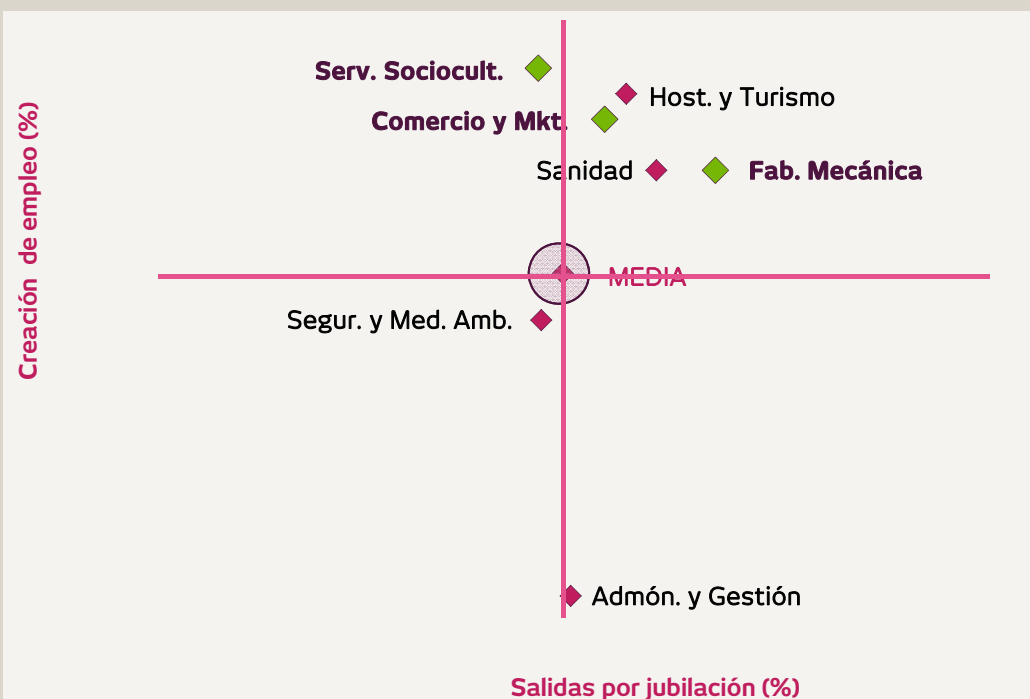 Serv. Sociocult.
Host. y Turismo
Comercio y Mkt.
Sanidad
Fab. Mecánica
Creación de empleo (%)
MEDIA
Segur. y Med. Amb.
Admón. y Gestión
Salidas por jubilación (%)